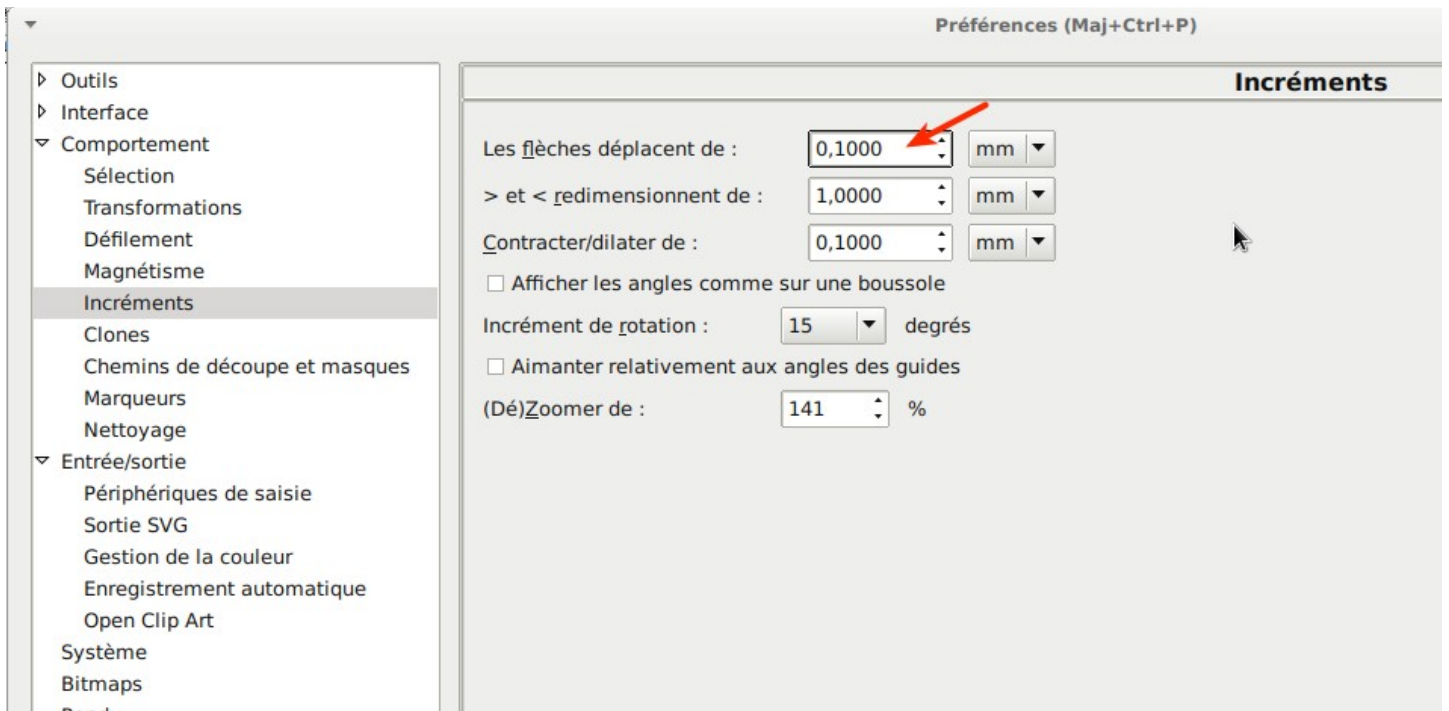 Préférences (Maj+Ctrl+P)
Outils
Interface
Comportement
Sélection
Transformations
Défilement
Magnétisme
Incréments
Clones
Chemins de découpe et masques
Marqueurs
Nettoyage
Entrée/sortie
Périphériques de saisie
Sortie SVG
Gestion de la couleur
Enregistrement automatique
Open Clip Art
Système
Bitmaps
Incréments
Les flèches déplacent de : 0,1000 mm
> et < redimensionnent de : 1,0000 mm
Contracter/dilater de : 0,1000 mm
Afficher les angles comme sur une boussole
Incrément de rotation : 15 degrés
Aimanter relativement aux angles des guides
(Dé)Zoomer de : 141 %